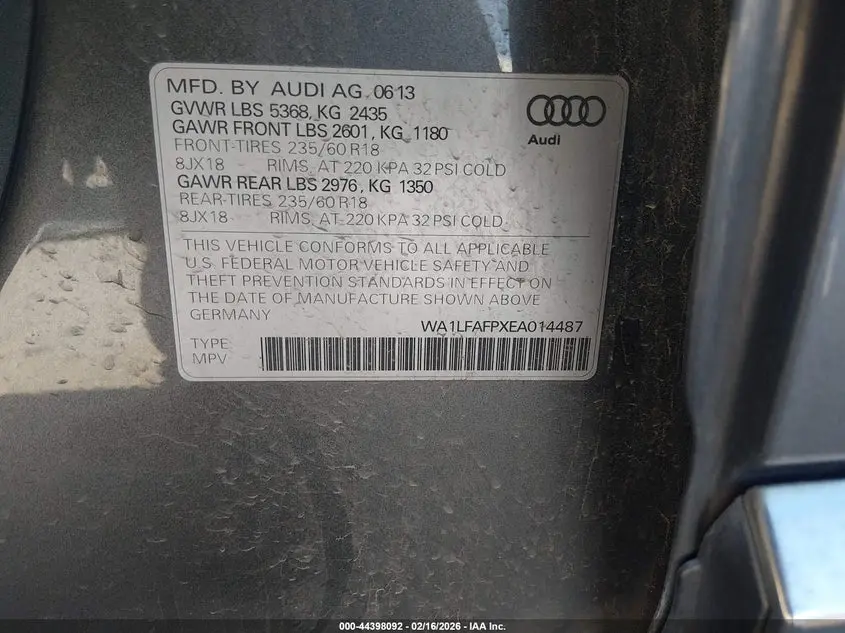 MFD. BY AUDI AG 06 13
GVWR LBS 5368, KG 2435
GAWR FRONT LBS 2601, KG 1180
FRONT-TIRES 235/60 R18
8JX18 RIMS, AT 220 KPA 32 PSI COLD
GAWR REAR LBS 2976, KG 1350
REAR-TIRES 235/60 R18
8JX18 RIMS, AT 220 KPA 32 PSI COLD
Audi
THIS VEHICLE CONFORMS TO ALL APPLICABLE
U.S. FEDERAL MOTOR VEHICLE SAFETY AND
THEFT PREVENTION STANDARDS IN EFFECT ON
THE DATE OF MANUFACTURE SHOWN ABOVE
GERMANY
WA1LFAFPXEA014487
TYPE
MPV
000-44398092 - 02/16/2026 - IAA Inc.